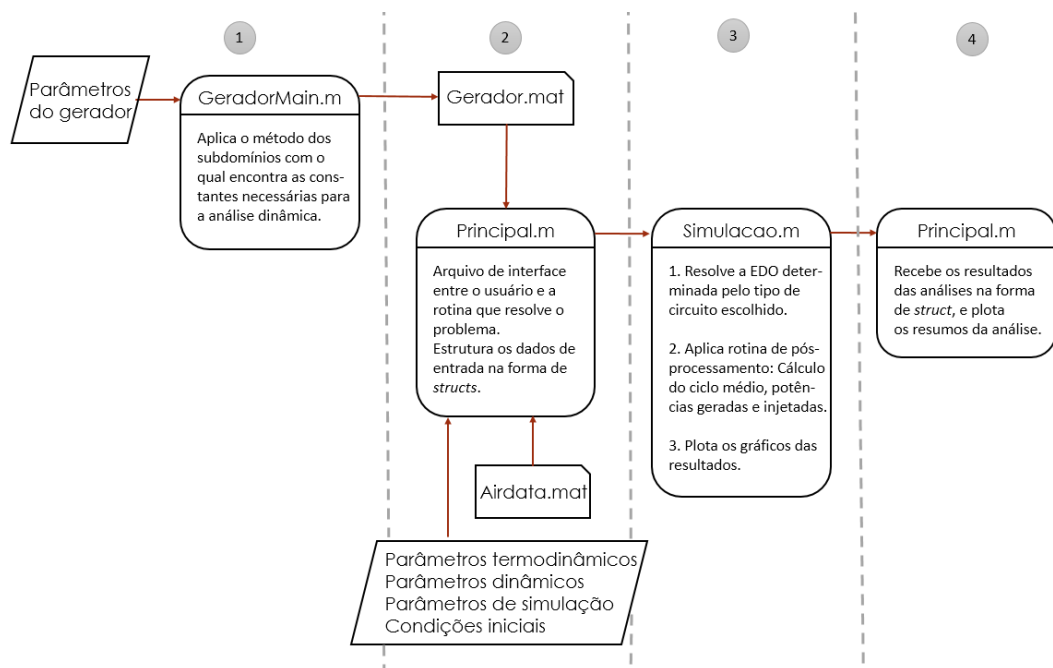 1
2
3
4
Parâmetros
do gerador
GeradorMain.m
Aplica o método dos
subdomínios com o
qual encontra as cons-
tantes necessárias para
a análise dinâmica.
Gerador.mat
Principal.m
Arquivo de interface
entre o usuário e a
rotina que resolve o
problema.
Estrutura os dados de
entrada na forma de
structs.
Airdata.mat
Parâmetros termodinâmicos
Parâmetros dinâmicos
Parâmetros de simulação
Condições iniciais
Simulacao.m
1. Resolve a EDO deter-
minada pelo tipo de
circuito escolhido.
2. Aplica rotina de pós-
processamento: Cálculo
do ciclo médio, potên-
cias geradas e injetadas.
3. Plota os gráficos das
resultados.
Principal.m
Recebe os resultados
das análises na forma
de struct, e plota
os resumos da análise.